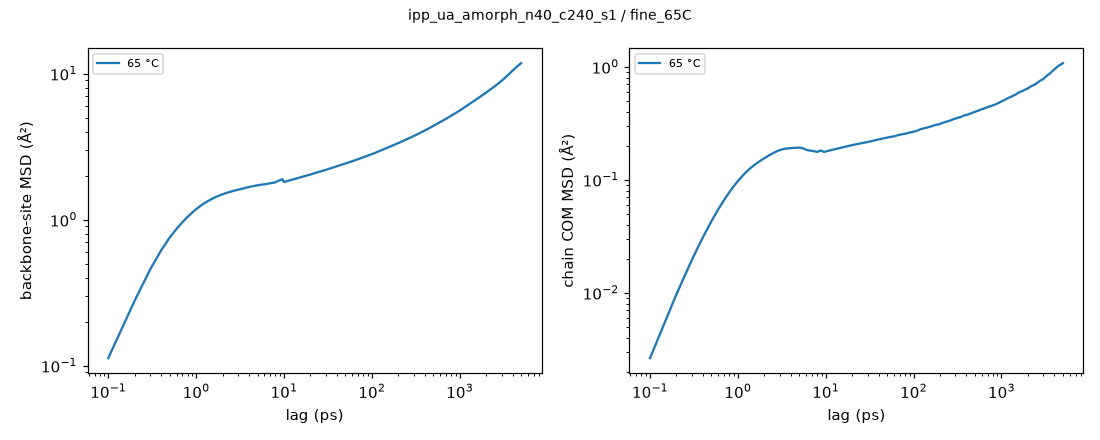 ipp_ua_amorph_n40_c240_s1 / fine_65C
65 °C
backbone-site MSD (Å²)
10¹
10⁰
10⁻¹
10⁻¹ 10⁰ 10¹ 10² 10³
lag (ps)
65 °C
chain COM MSD (Å²)
10⁰
10⁻¹
10⁻²
10⁻¹ 10⁰ 10¹ 10² 10³
lag (ps)